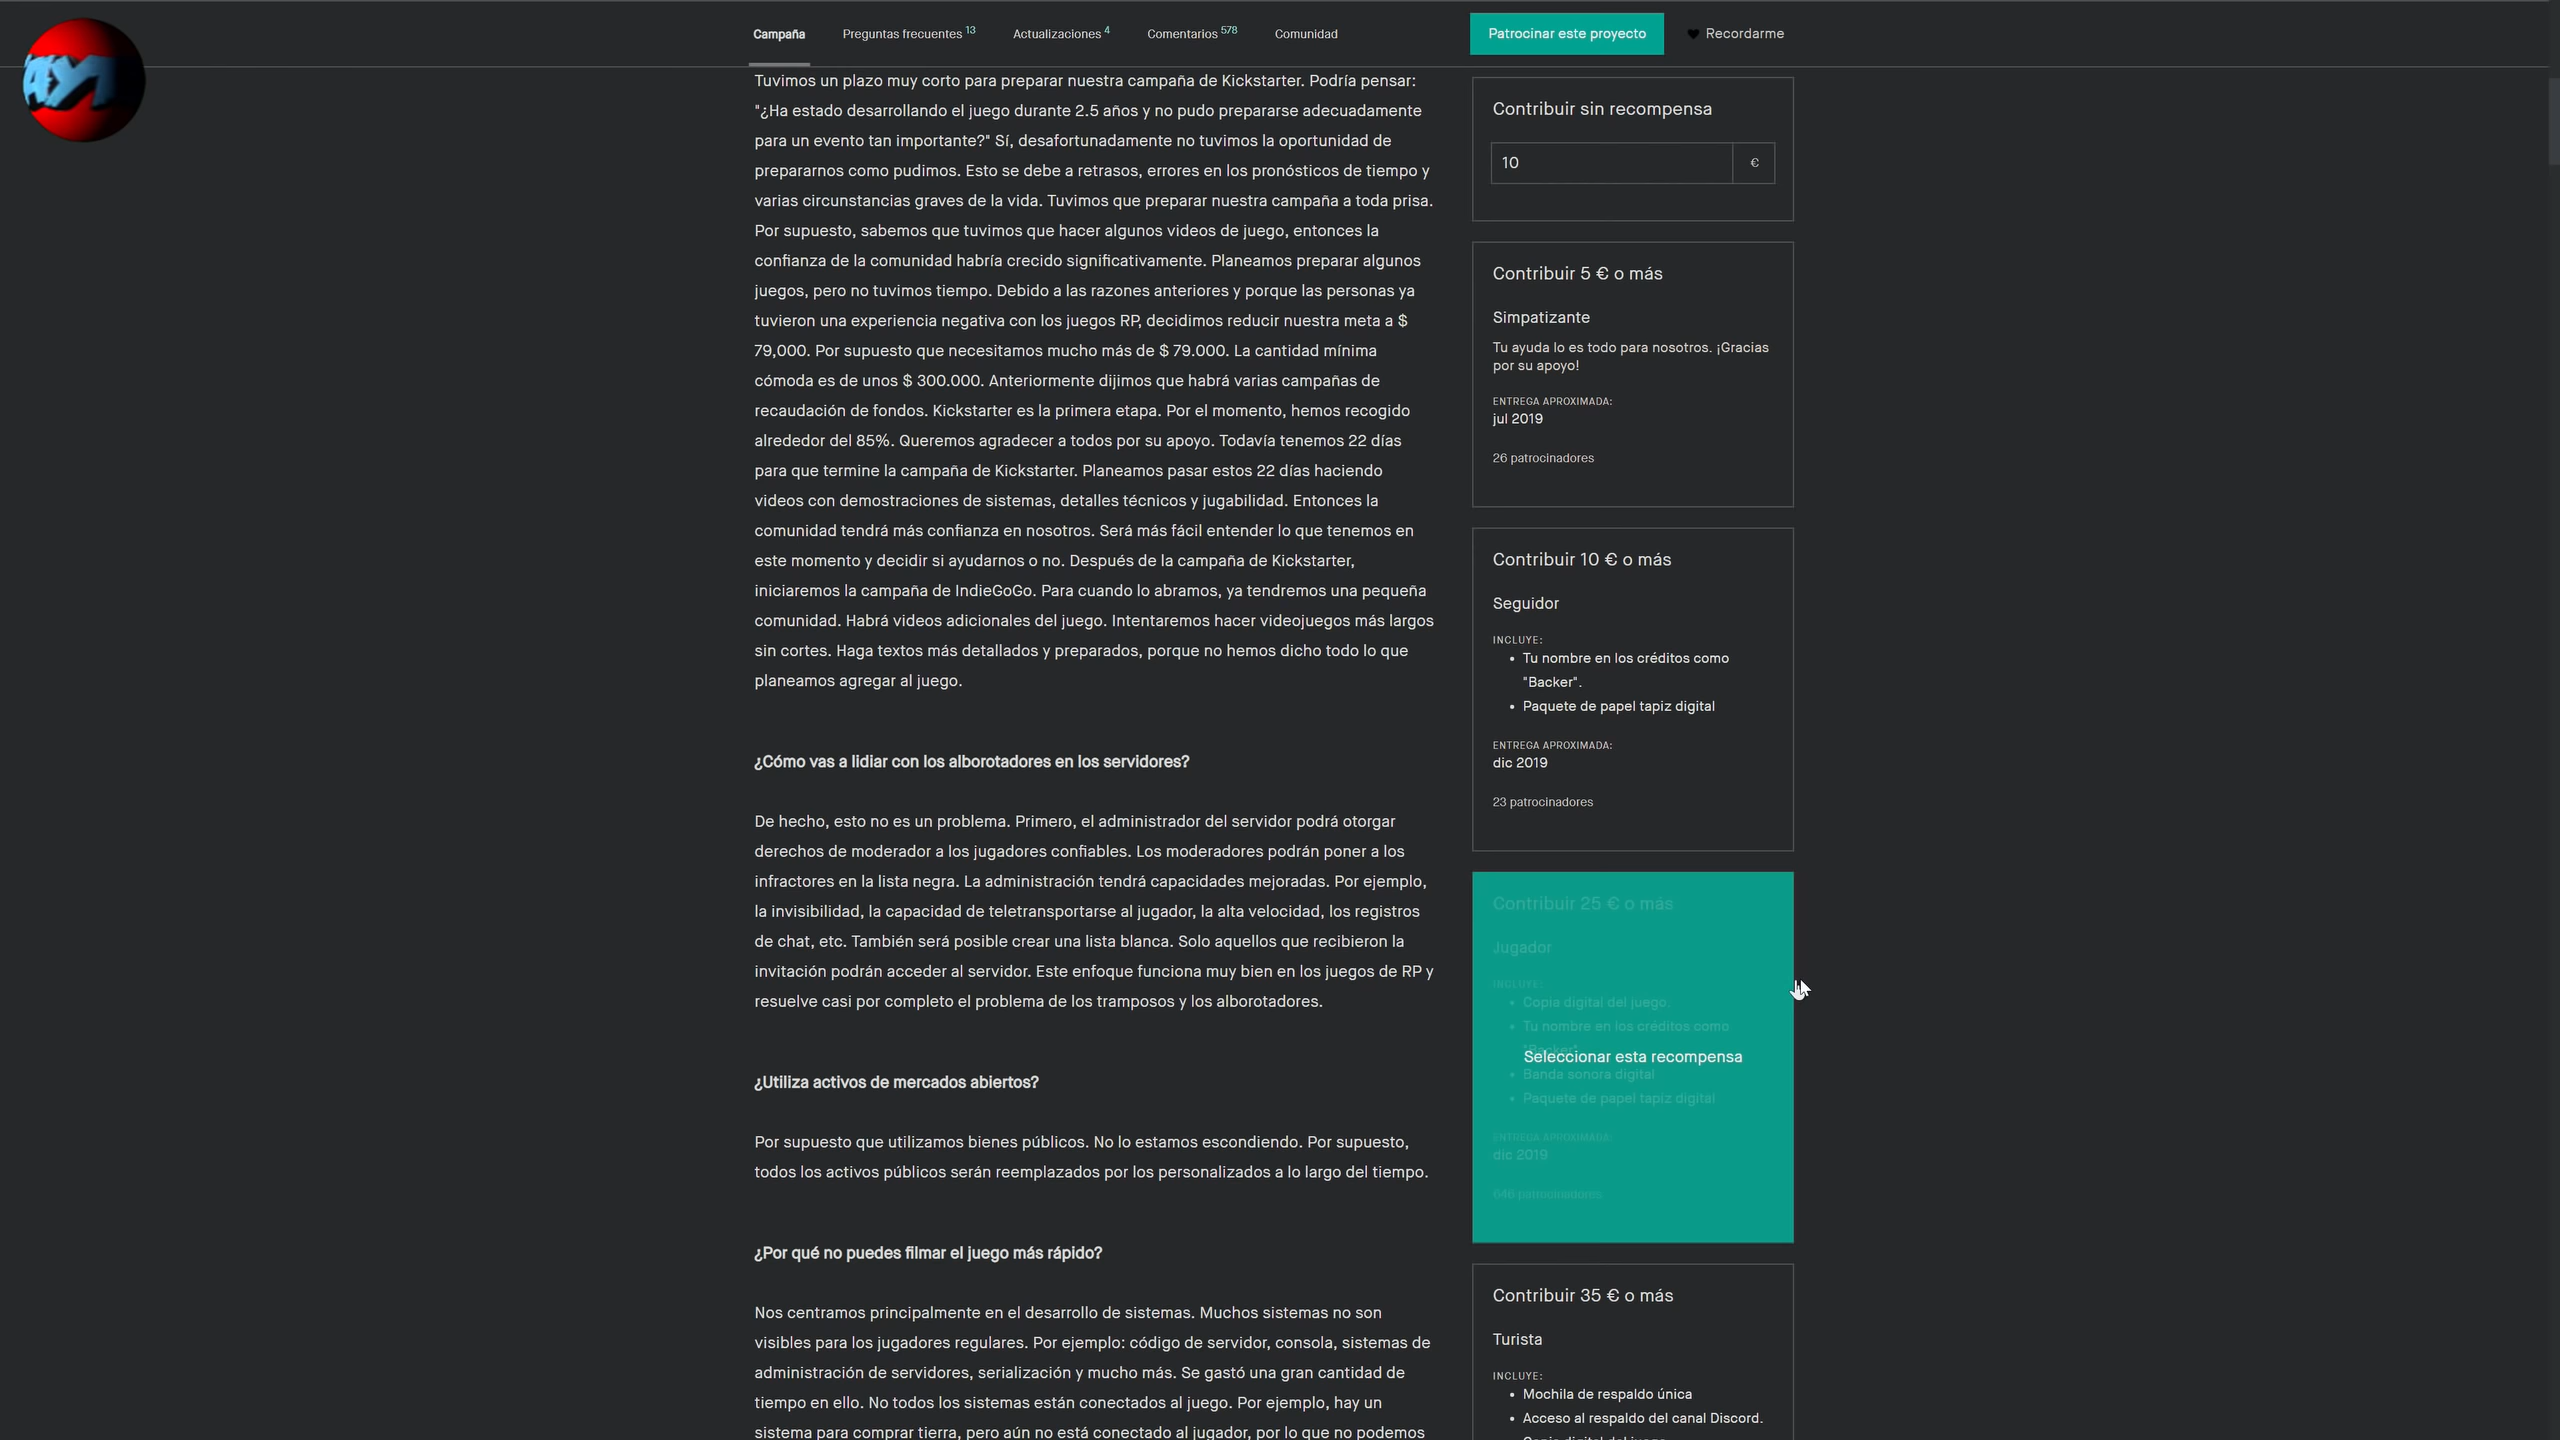 Campaña
Preguntas frecuentes 13
Actualizaciones 4
Comentarios 578
Comunidad
Patrocinar este proyecto
Recordarme
Tuvimos un plazo muy corto para preparar nuestra campaña de Kickstarter. Podría pensar:
"¿Ha estado desarrollando el juego durante 2.5 años y no pudo prepararse adecuadamente
para un evento tan importante?" Sí, desafortunadamente no tuvimos la oportunidad de
prepararnos como pudimos. Esto se debe a retrasos, errores en los pronósticos de tiempo y
varias circunstancias graves de la vida. Tuvimos que preparar nuestra campaña a toda prisa.
Por supuesto, sabemos que tuvimos que hacer algunos videos de juego, entonces la
confianza de la comunidad habría crecido significativamente. Planeamos preparar algunos
juegos, pero no tuvimos tiempo. Debido a las razones anteriores y porque las personas ya
tuvieron una experiencia negativa con los juegos RP, decidimos reducir nuestra meta a $
79,000. Por supuesto que necesitamos mucho más de $ 79.000. La cantidad mínima
cómoda es de unos $ 300.000. Anteriormente dijimos que habrá varias campañas de
recaudación de fondos. Kickstarter es la primera etapa. Por el momento, hemos recogido
alrededor del 85%. Queremos agradecer a todos por su apoyo. Todavía tenemos 22 días
para que termine la campaña de Kickstarter. Planeamos pasar estos 22 días haciendo
videos con demostraciones de sistemas, detalles técnicos y jugabilidad. Entonces la
comunidad tendrá más confianza en nosotros. Será más fácil entender lo que tenemos en
este momento y decidir si ayudarnos o no. Después de la campaña de Kickstarter,
iniciaremos la campaña de IndieGoGo. Para cuando lo abramos, ya tendremos una pequeña
comunidad. Habrá videos adicionales del juego. Intentaremos hacer videojuegos más largos
sin cortes. Haga textos más detallados y preparados, porque no hemos dicho todo lo que
planeamos agregar al juego.
¿Cómo vas a lidiar con los alborotadores en los servidores?
De hecho, esto no es un problema. Primero, el administrador del servidor podrá otorgar
derechos de moderador a los jugadores confiables. Los moderadores podrán poner a los
infractores en la lista negra. La administración tendrá capacidades mejoradas. Por ejemplo,
la invisibilidad, la capacidad de teletransportarse al jugador, la alta velocidad, los registros
de chat, etc. También será posible crear una lista blanca. Solo aquellos que recibieron la
invitación podrán acceder al servidor. Este enfoque funciona muy bien en los juegos de RP y
resuelve casi por completo el problema de los tramposos y los alborotadores.
¿Utiliza activos de mercados abiertos?
Por supuesto que utilizamos bienes públicos. No lo estamos escondiendo. Por supuesto,
todos los activos públicos serán reemplazados por los personalizados a lo largo del tiempo.
¿Por qué no puedes filmar el juego más rápido?
Nos centramos principalmente en el desarrollo de sistemas. Muchos sistemas no son
visibles para los jugadores regulares. Por ejemplo: código de servidor, consola, sistemas de
administración de servidores, serialización y mucho más. Se gastó una gran cantidad de
tiempo en ello. No todos los sistemas están conectados al juego. Por ejemplo, hay un
sistema para comprar tierra, pero aún no está conectado al jugador, por lo que no podemos
Contribuir sin recompensa
10 €
Contribuir 5 € o más
Simpatizante
Tu ayuda lo es todo para nosotros. ¡Gracias
por su apoyo!
ENTREGA APROXIMADA:
jul 2019
26 patrocinadores
Contribuir 10 € o más
Seguidor
INCLUYE:
• Tu nombre en los créditos como
"Backer".
• Paquete de papel tapiz digital
ENTREGA APROXIMADA:
dic 2019
23 patrocinadores
Contribuir 25 € o más
Jugador
INCLUYE:
• Copia digital del juego.
• Tu nombre en los créditos como
"Backer".
Seleccionar esta recompensa
• Banda sonora digital
• Paquete de papel tapiz digital
ENTREGA APROXIMADA:
dic 2019
patrocinadores
Contribuir 35 € o más
Turista
INCLUYE:
• Mochila de respaldo única
• Acceso al respaldo del canal Discord.